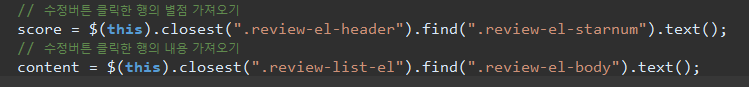 // 수정버튼 클릭한 행의 별점 가져오기
score = $(this).closest(".review-el-header").find(".review-el-starnum").text();
// 수정버튼 클릭한 행의 내용 가져오기
content = $(this).closest(".review-list-el").find(".review-el-body").text();